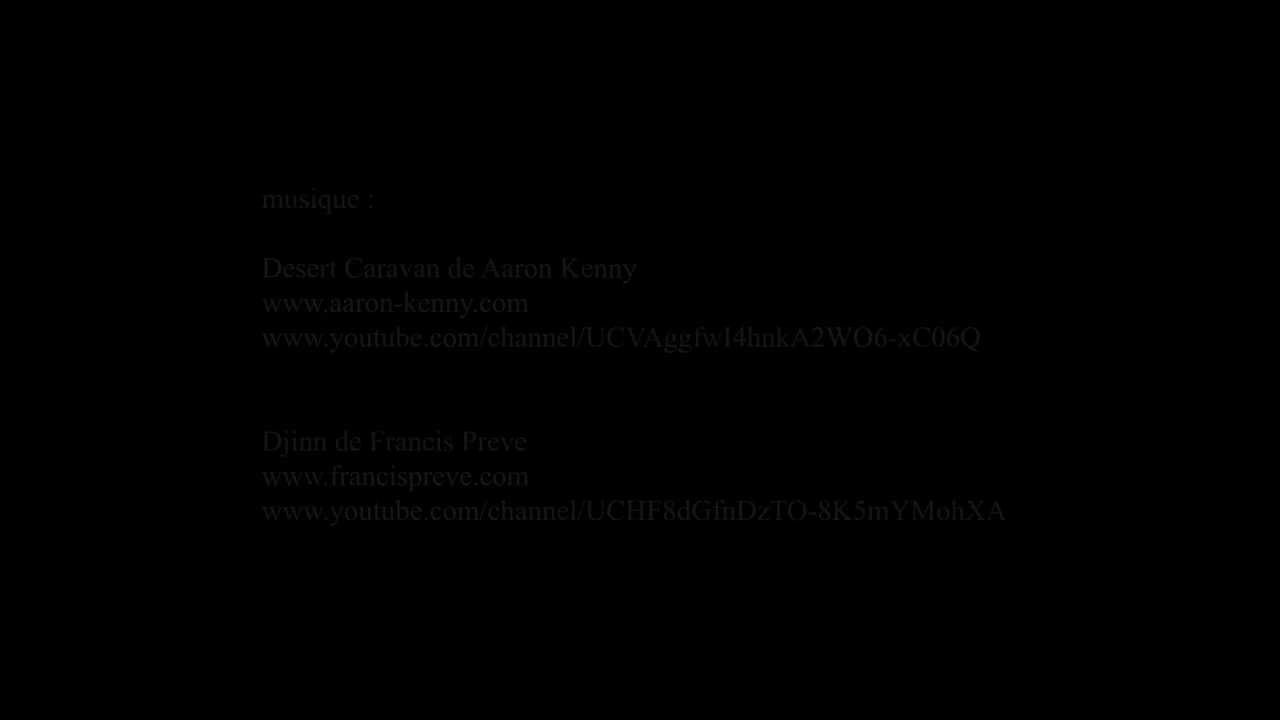 musique :
Desert Caravan de Aaron Kenny
www.aaron-kenny.com
www.youtube.com/channel/UCVAggfwI4hnkA2WO6-xC06Q
Djinn de Francis Preve
www.francispreve.com
www.youtube.com/channel/UCHF8dGfnDzTO-8K5mYMohXA